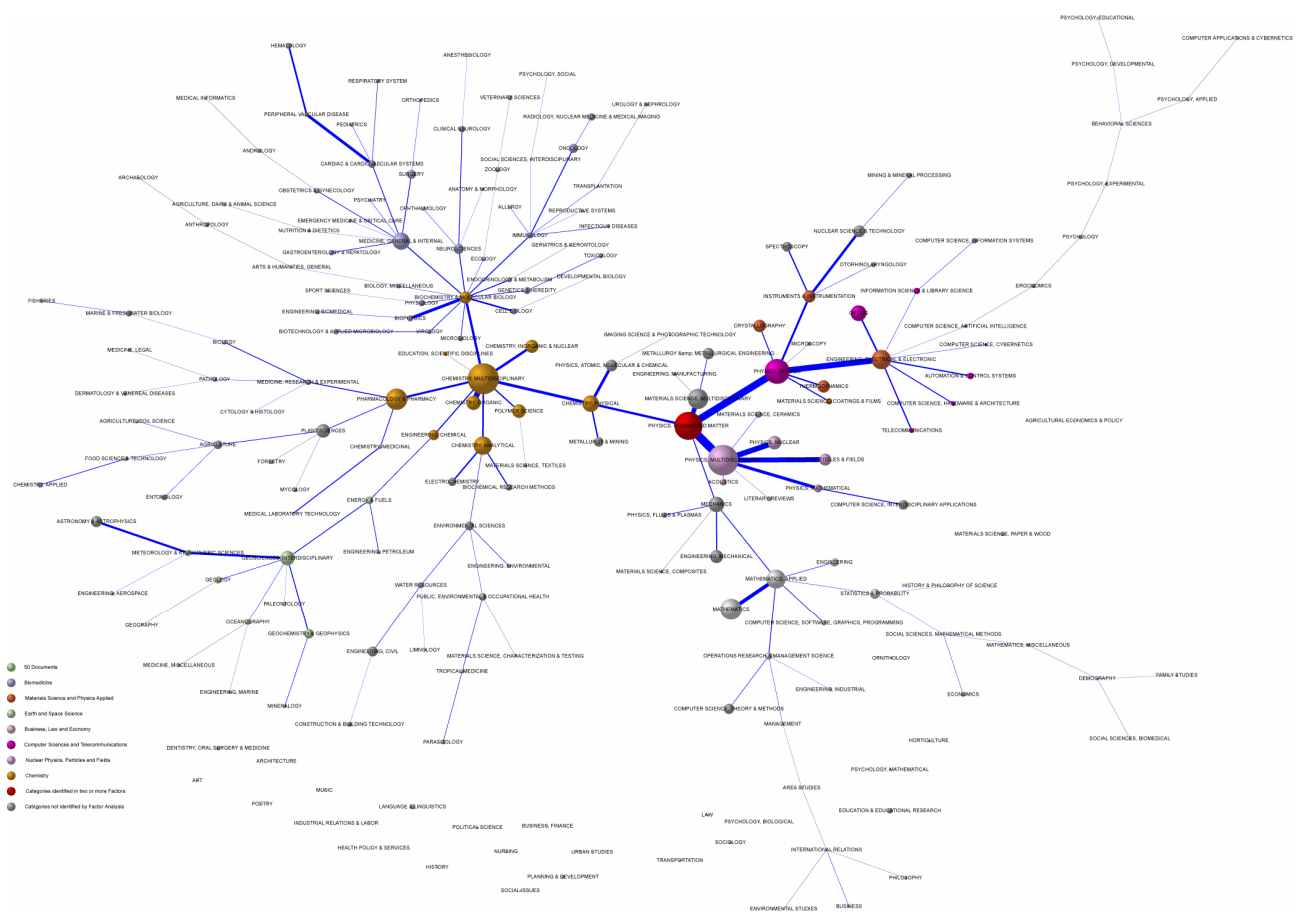 PSYCHOLOGY, EDUCATIONAL
COMPUTER APPLICATIONS & CYBERNETICS
HEMATOLOGY
ANESTHSIOLOGY
PSYCHOLOGY, DEVELOPMENTAL
PSYCHOLOGY, SOCIAL
RESPIRATORY SYSTEM
MEDICAL INFORMATICS
ORTHOPEDICS
VETERINARY SCIENCES
PSYCHOLOGY, APPLIED
UROLOGY & NEPHROLOGY
PERIPHERAL VASCULAR DISEASE
RADIOLOGY, NUCLEAR MEDICINE & MEDICAL IMAGING
PEDIATRICS
CLINICAL NEUROLOGY
BEHAVIORAL SCIENCES
ANDROLOGY
ONCOLOGY
CARDIAC & CARDIOVASCULAR SYSTEMS
SOCIAL SCIENCES, INTERDISCIPLINARY
ZOOLOGY
SURGERY
MINING & MINERAL PROCESSING
ARCHAEOLOGY
PSYCHOLOGY, EXPERIMENTAL
OBSTETRICS & GYNECOLOGY
ANATOMY & MORPHOLOGY
TRANSPLANTATION
PSYCHIATRY
AGRICULTURE, DAIRY & ANIMAL SCIENCE
OPHTHALMOLOGY
ALLERGY
REPRODUCTIVE SYSTEMS
EMERGENCY MEDICINE & CRITICAL CARE
ANTHROPOLOGY
NUTRITION & DIETETICS
INFECTIOUS DISEASES
NUCLEAR SCIENCE & TECHNOLOGY
IMMUNOLOGY
PSYCHOLOGY
MEDICINE, GENERAL & INTERNAL
COMPUTER SCIENCE, INFORMATION SYSTEMS
GERIATRICS & GERONTOLOGY
SPECTROSCOPY
NEUROSCIENCES
GASTROENTEROLOGY & HEPATOLOGY
TOXICOLOGY
ECOLOGY
OTORHINOLARYNGOLOGY
ARTS & HUMANITIES, GENERAL
DEVELOPMENTAL BIOLOGY
ENDOCRINOLOGY & METABOLISM
BIOLOGY, MISCELLANEOUS
ERGONOMICS
SPORT SCIENCES
GENETICS & HEREDITY
INFORMATION SCIENCE & LIBRARY SCIENCE
BIOCHEMISTRY & MOLECULAR BIOLOGY
INSTRUMENTS & INSTRUMENTATION
FISHERIES
PHYSIOLOGY
ENGINEERING, BIOMEDICAL
CELL BIOLOGY
MARINE & FRESHWATER BIOLOGY
OPTICS
BIOPHYSICS
CRYSTALLOGRAPHY
COMPUTER SCIENCE, ARTIFICIAL INTELLIGENCE
BIOTECHNOLOGY & APPLIED MICROBIOLOGY
VIROLOGY
IMAGING SCIENCE & PHOTOGRAPHIC TECHNOLOGY
MICROBIOLOGY
BIOLOGY
MICROSCOPY
COMPUTER SCIENCE, CYBERNETICS
CHEMISTRY, INORGANIC & NUCLEAR
MEDICINE, LEGAL
EDUCATION, SCIENTIFIC DISCIPLINES
METALLURGY &amp; METALLURGICAL ENGINEERING
ENGINEERING, ELECTRICAL & ELECTRONIC
PHYSICS, ATOMIC, MOLECULAR & CHEMICAL
PHYSICS, APPLIED
ENGINEERING, MANUFACTURING
AUTOMATION & CONTROL SYSTEMS
CHEMISTRY, MULTIDISCIPLINARY
PATHOLOGY
MEDICINE, RESEARCH & EXPERIMENTAL
THERMODYNAMICS
DERMATOLOGY & VENEREAL DISEASES
PHARMACOLOGY & PHARMACY
MATERIALS SCIENCE, MULTIDISCIPLINARY
MATERIALS SCIENCE, COATINGS & FILMS
CHEMISTRY, ORGANIC
CHEMISTRY, PHYSICAL
COMPUTER SCIENCE, HARDWARE & ARCHITECTURE
CYTOLOGY & HISTOLOGY
POLYMER SCIENCE
MATERIALS SCIENCE, CERAMICS
AGRICULTURE, SOIL SCIENCE
AGRICULTURAL ECONOMICS & POLICY
PHYSICS, CONDENSED MATTER
PLANT SCIENCES
TELECOMMUNICATIONS
ENGINEERING, CHEMICAL
METALLURGY & MINING
PHYSICS, NUCLEAR
AGRICULTURE
CHEMISTRY, MEDICINAL
CHEMISTRY, ANALYTICAL
FOOD SCIENCE & TECHNOLOGY
PHYSICS, MULTIDISCIPLINARY
PHYSICS, PARTICLES & FIELDS
FORESTRY
MATERIALS SCIENCE, TEXTILES
ELECTROCHEMISTRY
ACOUSTICS
CHEMISTRY, APPLIED
BIOCHEMICAL RESEARCH METHODS
PHYSICS, MATHEMATICAL
MYCOLOGY
ENTOMOLOGY
ENERGY & FUELS
LITERARY REVIEWS
MECHANICS
COMPUTER SCIENCE, INTERDISCIPLINARY APPLICATIONS
MEDICAL LABORATORY TECHNOLOGY
PHYSICS, FLUIDS & PLASMAS
ASTRONOMY & ASTROPHYSICS
ENVIRONMENTAL SCIENCES
MATERIALS SCIENCE, PAPER & WOOD
METEOROLOGY & ATMOSPHERIC SCIENCES
ENGINEERING, PETROLEUM
ENGINEERING, MECHANICAL
GEOSCIENCES, INTERDISCIPLINARY
ENGINEERING
ENGINEERING, ENVIRONMENTAL
MATERIALS SCIENCE, COMPOSITES
GEOLOGY
MATHEMATICS, APPLIED
WATER RESOURCES
HISTORY & PHILOSOPHY OF SCIENCE
ENGINEERING, AEROSPACE
STATISTICS & PROBABILITY
PUBLIC, ENVIRONMENTAL & OCCUPATIONAL HEALTH
PALEONTOLOGY
MATHEMATICS
OCEANOGRAPHY
COMPUTER SCIENCE, SOFTWARE, GRAPHICS, PROGRAMMING
GEOGRAPHY
GEOCHEMISTRY & GEOPHYSICS
SOCIAL SCIENCES, MATHEMATICAL METHODS
MATHEMATICS, MISCELLANEOUS
LIMNOLOGY
ENGINEERING, CIVIL
MATERIALS SCIENCE, CHARACTERIZATION & TESTING
OPERATIONS RESEARCH & MANAGEMENT SCIENCE
ORNITHOLOGY
MEDICINE, MISCELLANEOUS
50 Documents
TROPICAL MEDICINE
FAMILY STUDIES
DEMOGRAPHY
Biomedicine
ENGINEERING, MARINE
ENGINEERING, INDUSTRIAL
ECONOMICS
Materials Science and Physics Applied
MINERALOGY
COMPUTER SCIENCE, THEORY & METHODS
Earth and Space Science
CONSTRUCTION & BUILDING TECHNOLOGY
MANAGEMENT
Business, Law and Economy
SOCIAL SCIENCES, BIOMEDICAL
PARASITOLOGY
HORTICULTURE
Computer Sciences and Telecommunications
DENTISTRY, ORAL SURGERY & MEDICINE
Nuclear Physics, Particles and Fields
ARCHITECTURE
PSYCHOLOGY, MATHEMATICAL
Chemistry
ART
AREA STUDIES
Categories identified in two or more Factors
MUSIC
Categories not identified by Factor Analysis
POETRY
LANGUAGE & LINGUISTICS
EDUCATION & EDUCATIONAL RESEARCH
LAW
INDUSTRIAL RELATIONS & LABOR
PSYCHOLOGY, BIOLOGICAL
POLITICAL SCIENCE
BUSINESS, FINANCE
SOCIOLOGY
HEALTH POLICY & SERVICES
NURSING
URBAN STUDIES
INTERNATIONAL RELATIONS
TRANSPORTATION
HISTORY
PLANNING & DEVELOPMENT
PHILOSOPHY
SOCIAL ISSUES
ENVIRONMENTAL STUDIES
BUSINESS